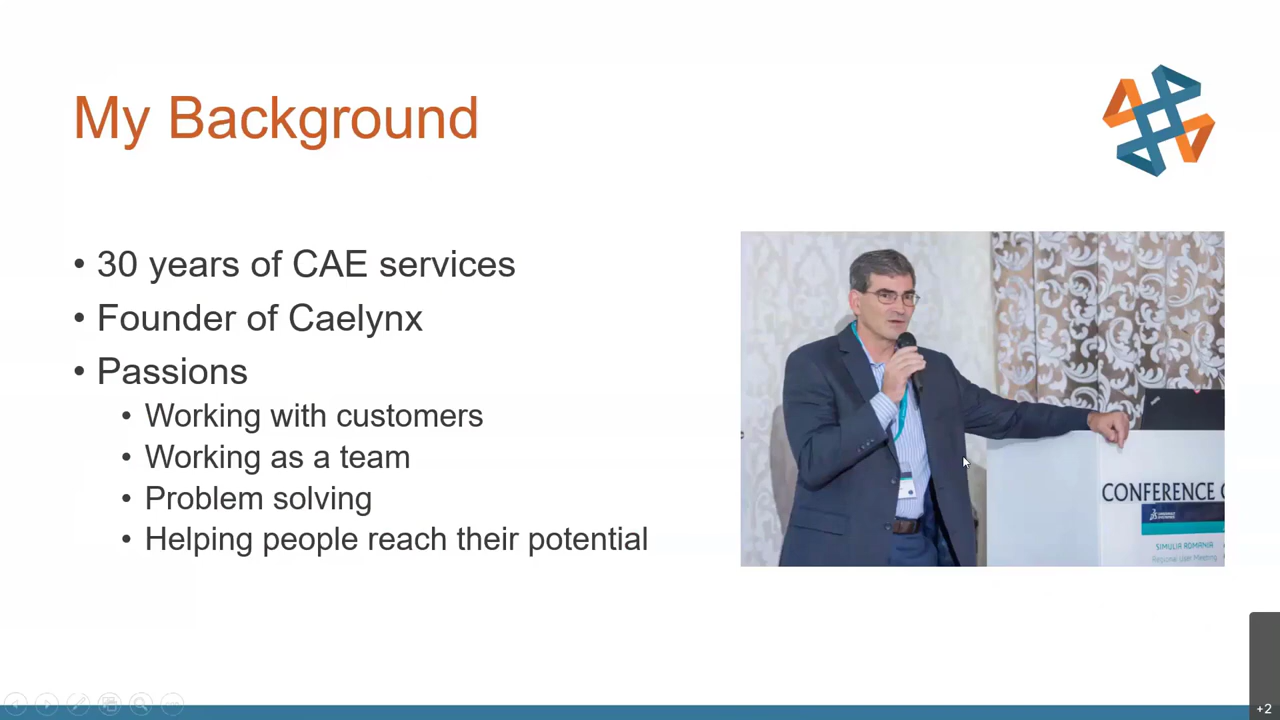 My Background
• 30 years of CAE services
• Founder of Caelynx
• Passions
• Working with customers
• Working as a team
• Problem solving
• Helping people reach their potential
CONFERENCE
SIMULIA ROMANIA
Regional User Meeting
+2